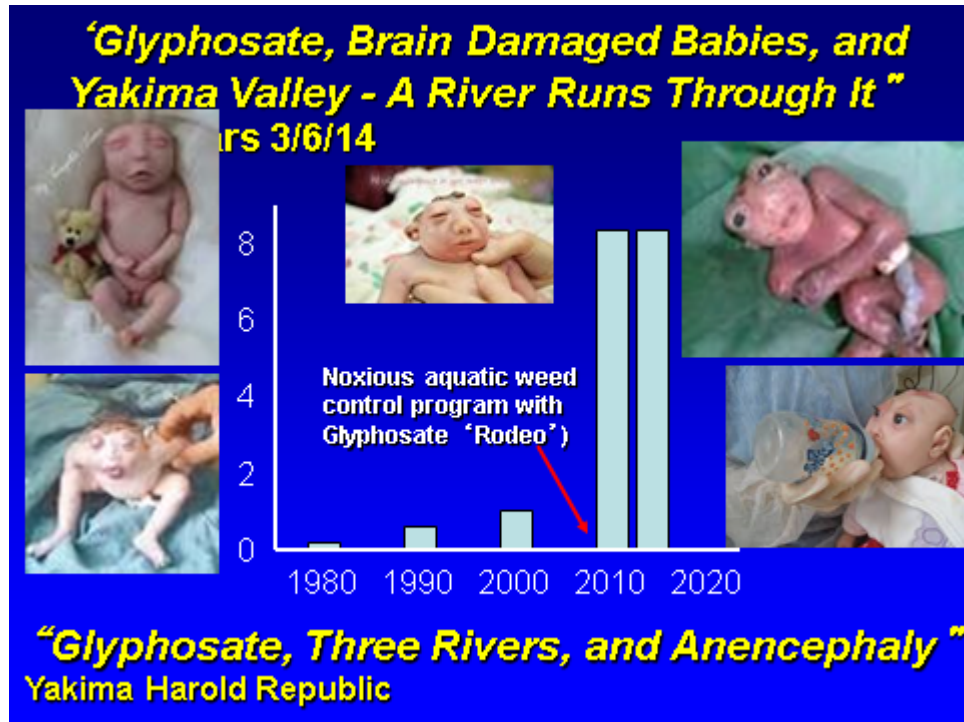 ‘Glyphosate, Brain Damaged Babies, and
Yakima Valley - A River Runs Through It”
ars 3/6/14
8
6
4
2
0
Noxious aquatic weed
control program with
Glyphosate ‘Rodeo’)
1980 1990 2000 2010 2020
“Glyphosate, Three Rivers, and Anencephaly”
Yakima Harold Republic